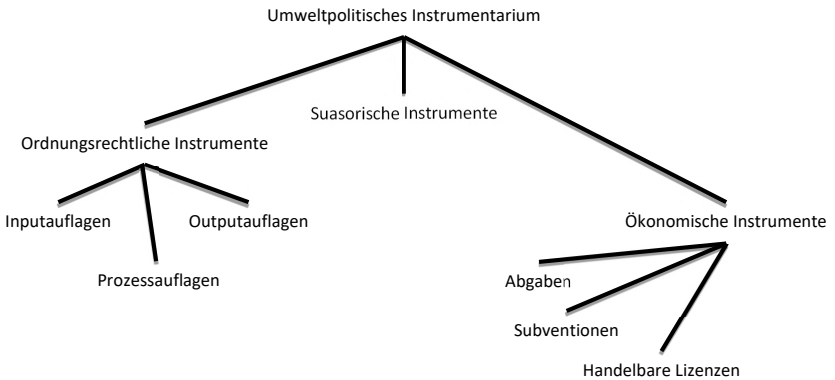 Umweltpolitisches Instrumentarium
Suasorische Instrumente
Ordnungsrechtliche Instrumente
Inputauflagen
Outputauflagen
Prozessauflagen
Ökonomische Instrumente
Abgaben
Subventionen
Handelbare Lizenzen